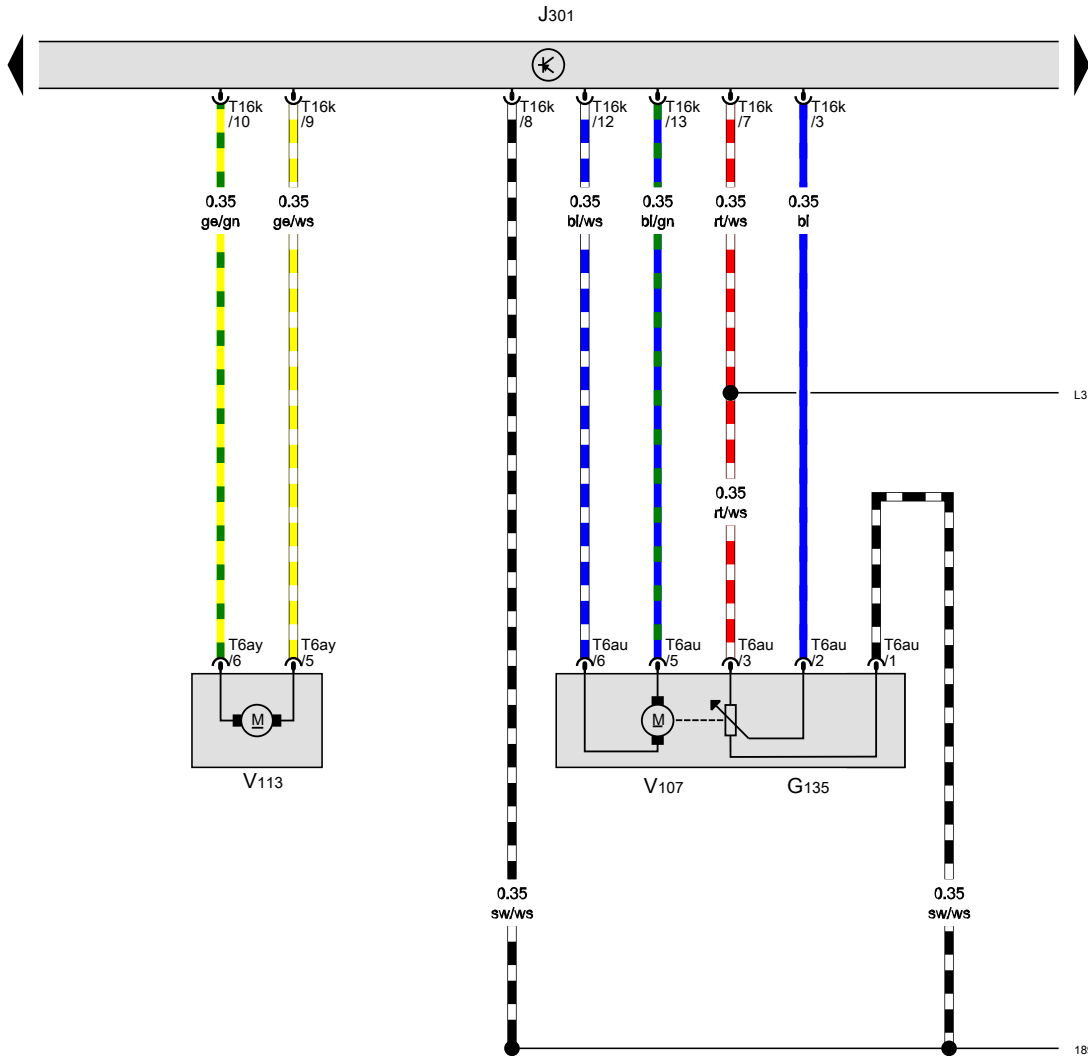 J301
T16k
/10
T16k
/9
T16k
/8
T16k
/12
T16k
/13
T16k
/7
T16k
/3
0.35
ge/gn
0.35
ge/ws
0.35
bl/ws
0.35
bl/gn
0.35
rt/ws
0.35
bl
L3
0.35
rt/ws
T6ay
/6
T6ay
/5
T6au
/6
T6au
/5
T6au
/3
T6au
/2
T6au
/1
M
M
V113
V107
G135
0.35
sw/ws
0.35
sw/ws